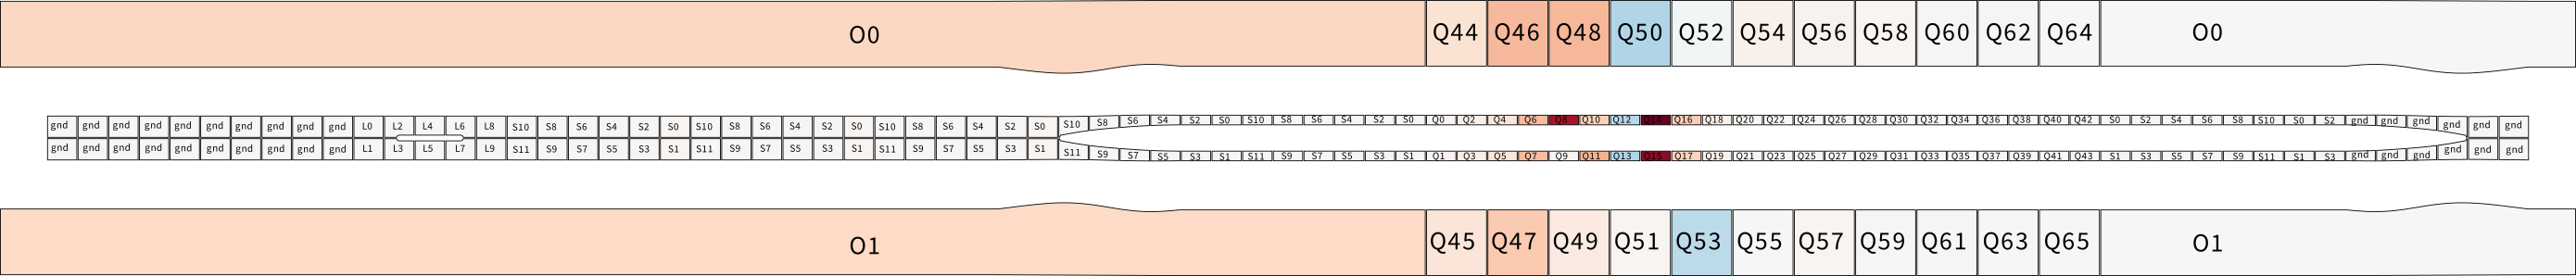 O0 Q44 Q46 Q48 Q50 Q52 Q54 Q56 Q58 Q60 Q62 Q64 O0
gnd gnd gnd gnd gnd gnd gnd gnd gnd gnd L0 L2 L4 L6 L8 S10 S8 S6 S4 S2 S0 S10 S8 S6 S4 S2 S0 S10 S8 S6 S4 S2 S0 S10 S8 S6 S4 S2 S0 S10 S8 S6 S4 S2 S0 Q0 Q2 Q4 Q6 Q8 Q10 Q12 Q14 Q16 Q18 Q20 Q22 Q24 Q26 Q28 Q30 Q32 Q34 Q36 Q38 Q40 Q42 S0 S2 S4 S6 S8 S10 S0 S2 gnd gnd gnd gnd gnd gnd
gnd gnd gnd gnd gnd gnd gnd gnd gnd gnd L1 L3 L5 L7 L9 S11 S9 S7 S5 S3 S1 S11 S9 S7 S5 S3 S1 S11 S9 S7 S5 S3 S1 S11 S9 S7 S5 S3 S1 S11 S9 S7 S5 S3 S1 Q1 Q3 Q5 Q7 Q9 Q11 Q13 Q15 Q17 Q19 Q21 Q23 Q25 Q27 Q29 Q31 Q33 Q35 Q37 Q39 Q41 Q43 S1 S3 S5 S7 S9 S11 S1 S3 gnd gnd gnd gnd gnd gnd
O1 Q45 Q47 Q49 Q51 Q53 Q55 Q57 Q59 Q61 Q63 Q65 O1